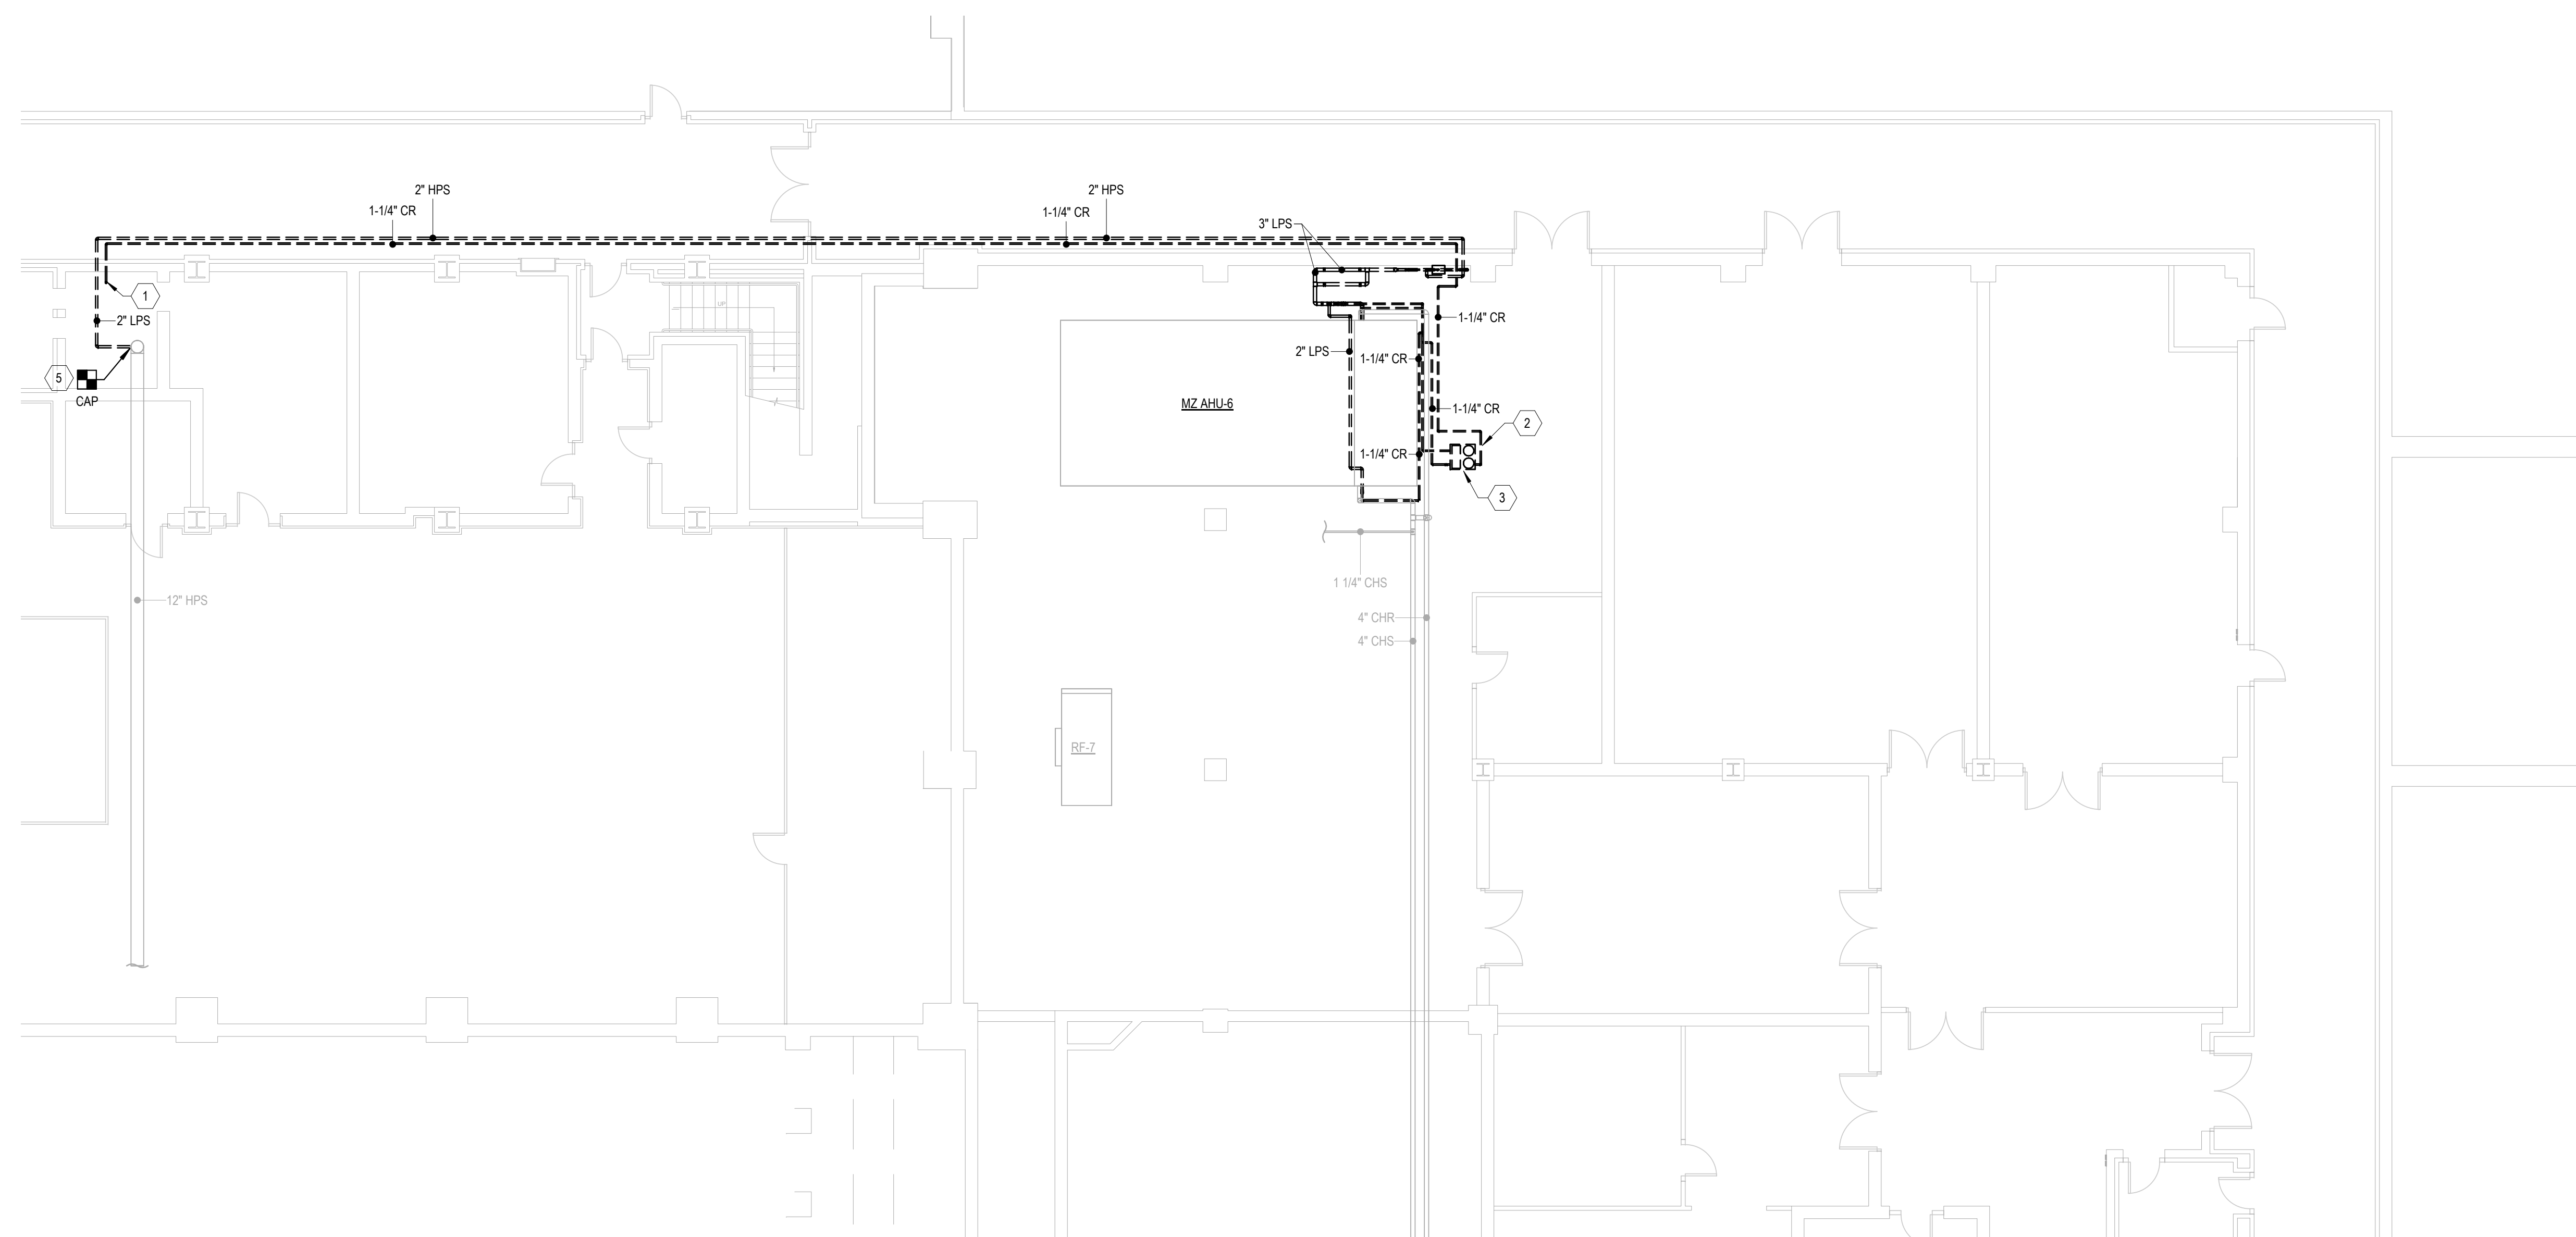 2" HPS
2" HPS
1-1/4" CR
1-1/4" CR
3" LPS
1
2" LPS
1-1/4" CR
2" LPS
1-1/4" CR
5
CAP
MZ AHU-6
1-1/4" CR
2
1-1/4" CR
3
UP
1 1/4" CHS
12" HPS
4" CHR
4" CHS
RF-7